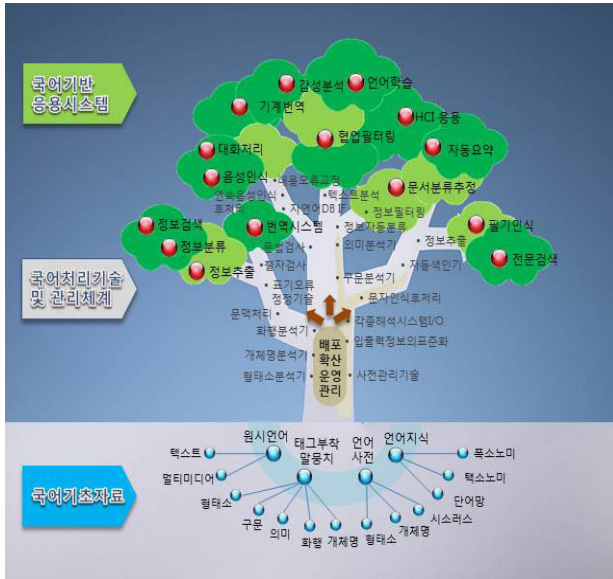 국어기반
응용시스템
감성분석
언어학습
기계번역
HCI 응용
협업필터링
대화처리
자동요약
음성인식
내용오류교정
연속음성인식
후처리
텍스트분석
자연어DB I/F
문서분류추정
정보필터링
정보검색
번역시스템
정보자동분류
필기인식
정보분류
문법검사
의미분석기
정보추출
전문검색
정보추출
철자검사
구문분석기
자동색인기
국어처리기술
및 관리체계
표기오류
정정기술
문자인식후처리
문맥처리
각종해석시스템I/O
화행분석기
배포
확산
운영
관리
입출력정보의표준화
개체명분석기
형태소분석기
사전관리기술
원시언어
태그부착
말뭉치
언어
사전
언어지식
텍스트
폭소노미
멀티미디어
택소노미
국어기초자료
형태소
단어망
구문
시소러스
의미
개체명
화행
개체명
형태소